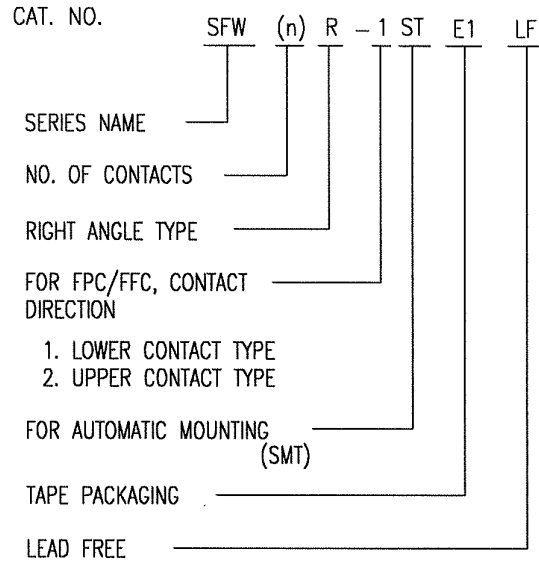 CAT. NO.
SFW (n) R - 1 ST E1 LF
SERIES NAME
NO. OF CONTACTS
RIGHT ANGLE TYPE
FOR FPC/FFC, CONTACT
DIRECTION
1. LOWER CONTACT TYPE
2. UPPER CONTACT TYPE
FOR AUTOMATIC MOUNTING
(SMT)
TAPE PACKAGING
LEAD FREE